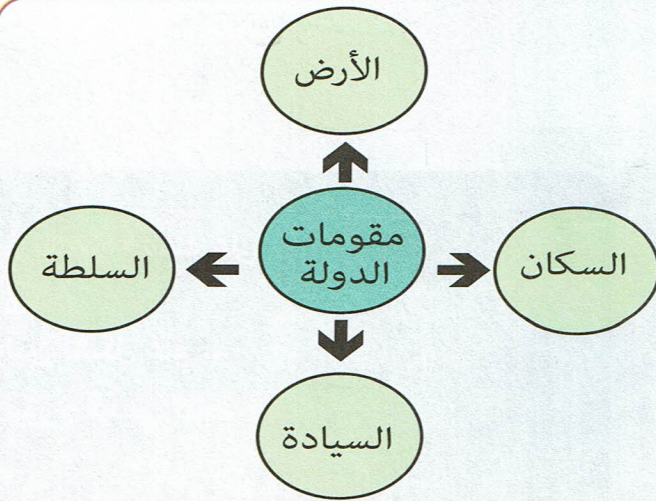 الأرض
مقومات
الدولة
السكان
السلطة
السيادة